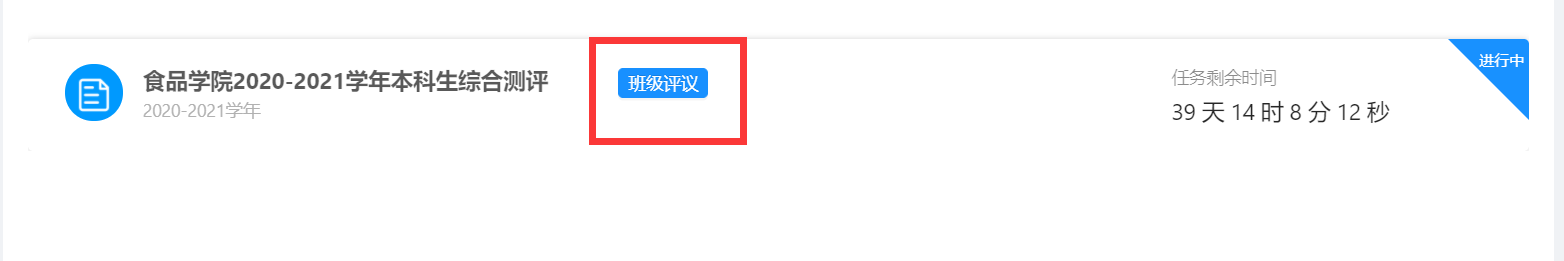 食品学院2020-2021学年本科生综合测评
2020-2021学年
班级评议
任务剩余时间
39 天 14 时 8 分 12 秒
进行中